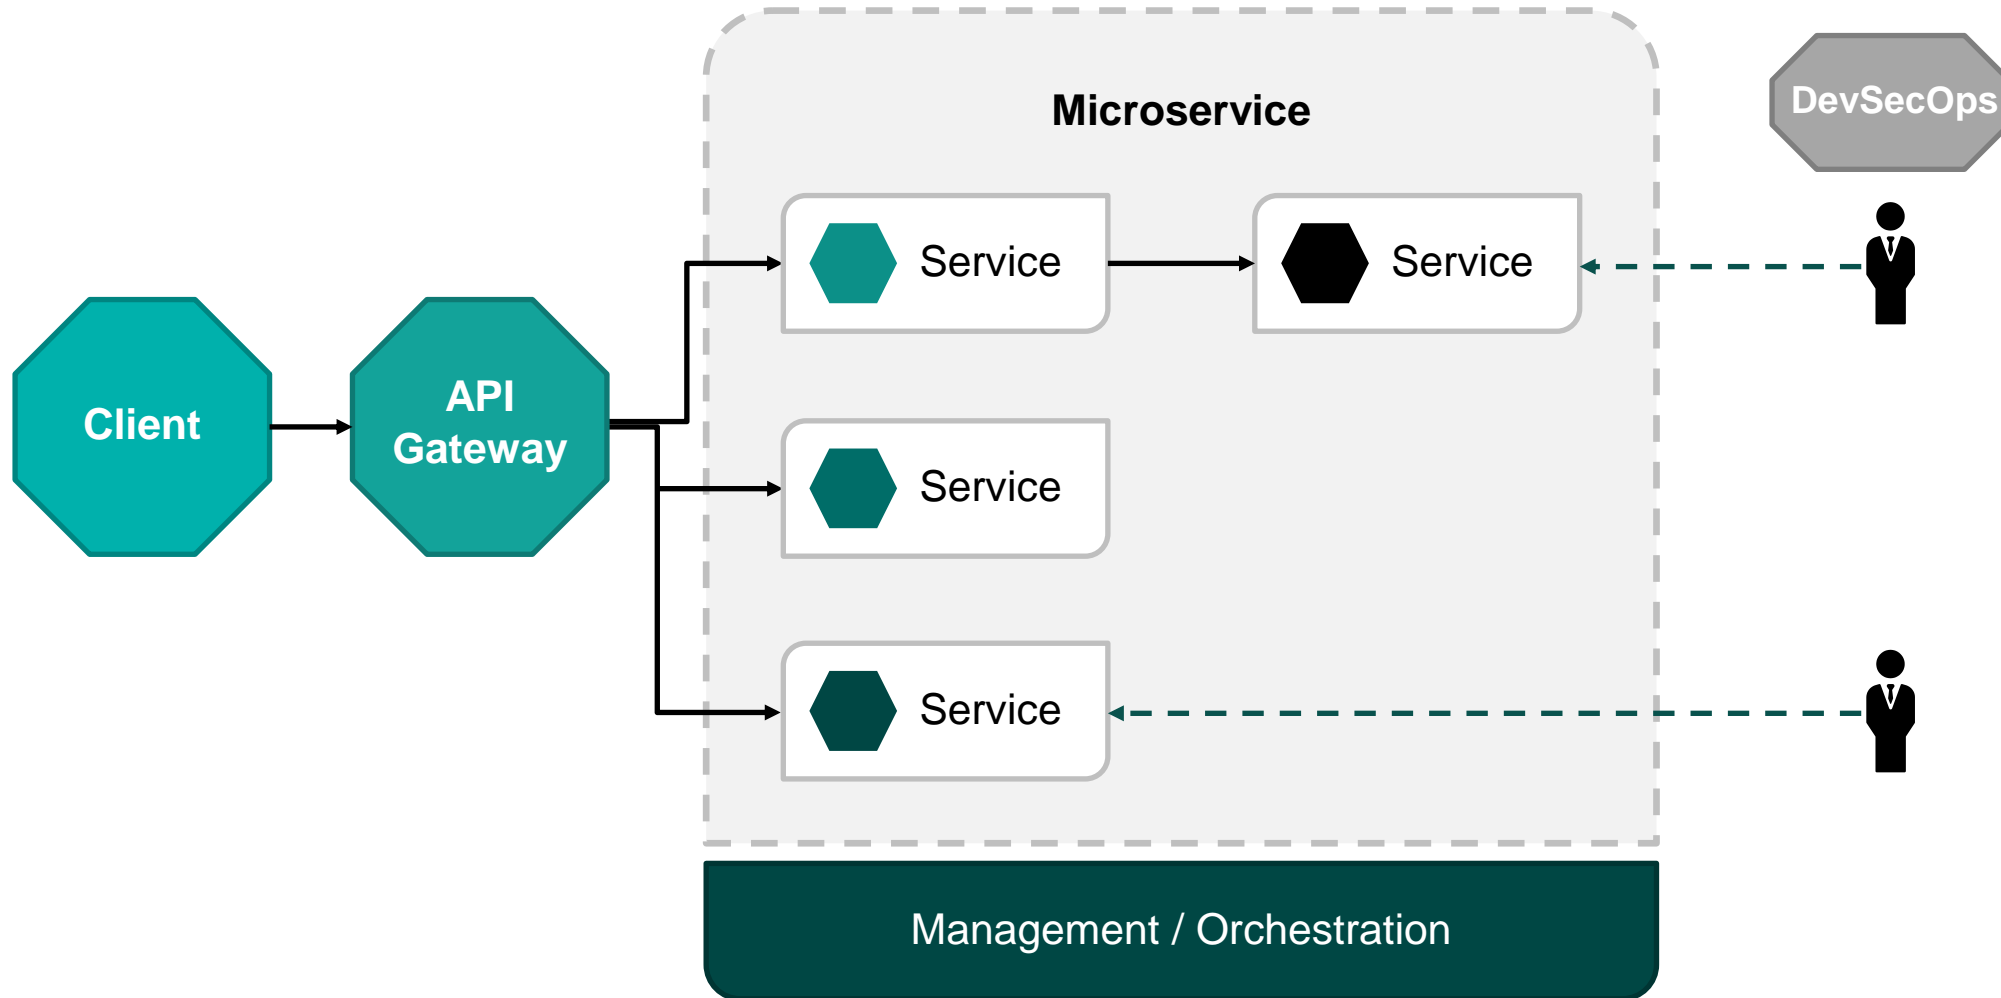 Microservice
DevSecOps
Service
Service
Client
API
Gateway
Service
Service
Management / Orchestration